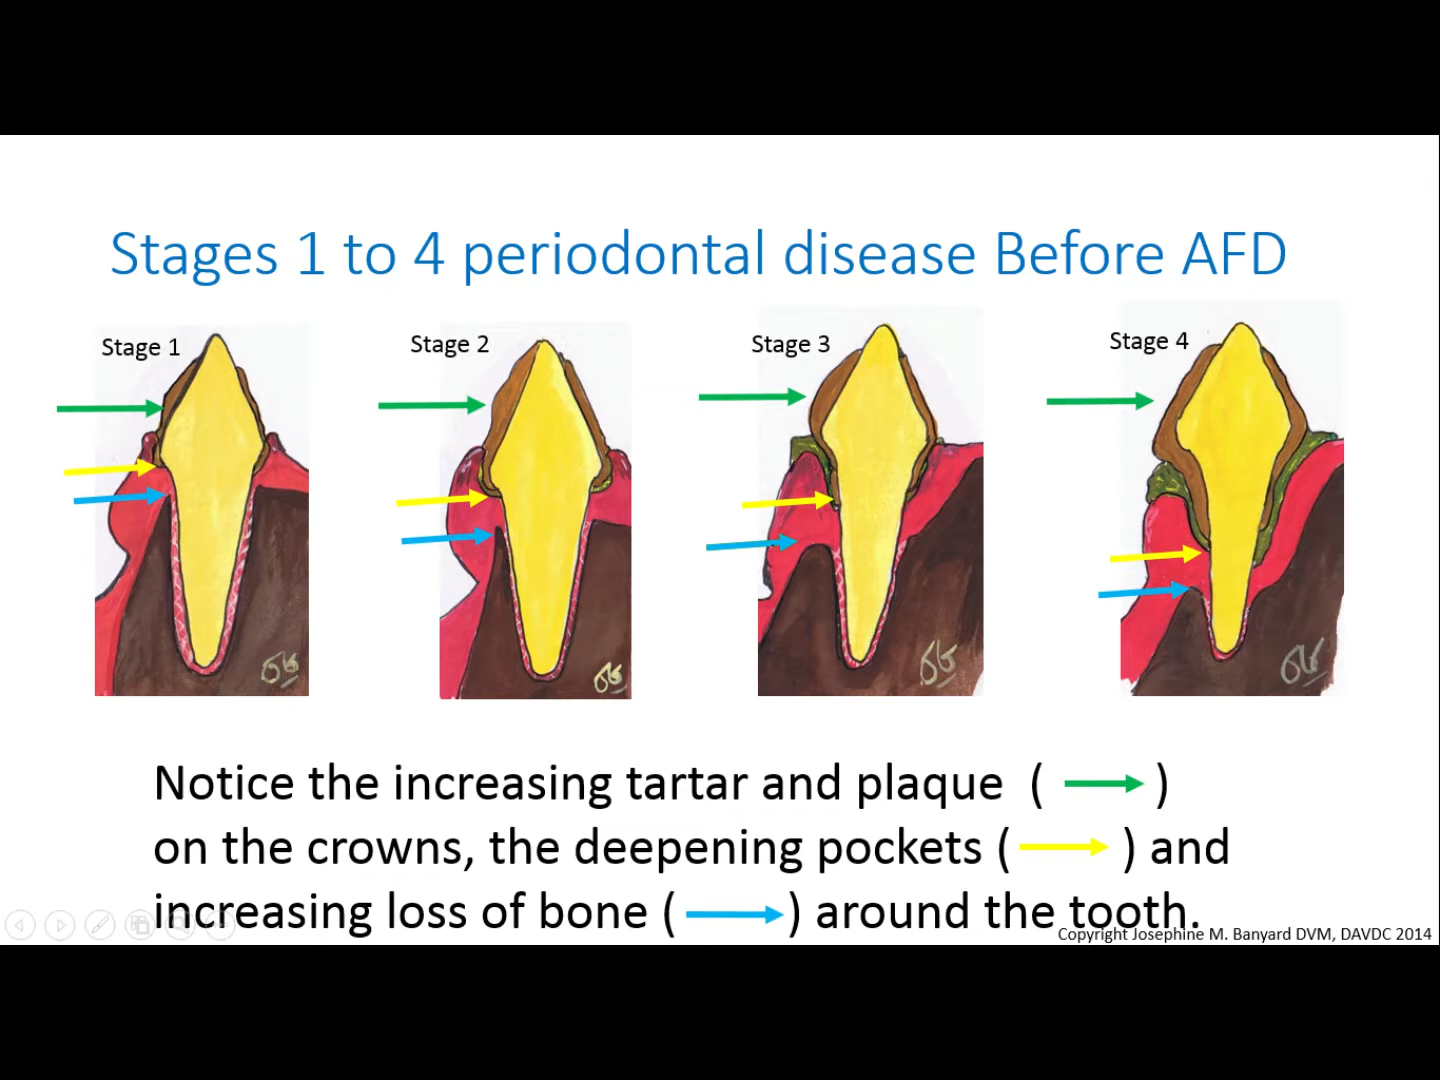 Stages 1 to 4 periodontal disease Before AFD
Stage 1
Stage 2
Stage 3
Stage 4
Notice the increasing tartar and plaque ( )
on the crowns, the deepening pockets ( ) and
increasing loss of bone ( ) around the tooth.
Copyright Josephine M. Banyard DVM, DAVDC 2014